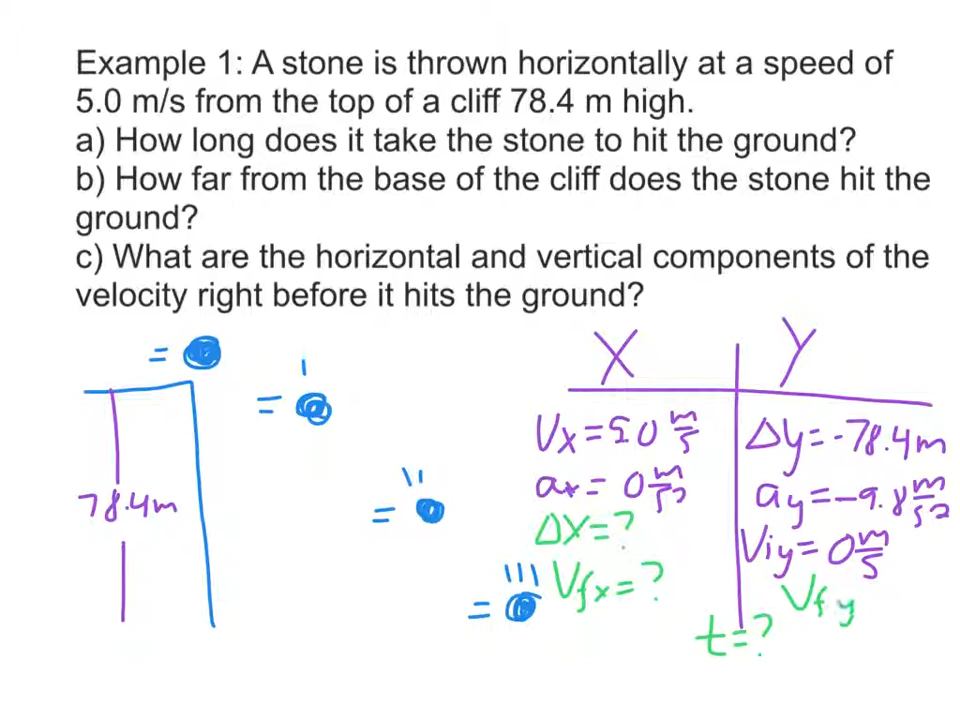 Example 1: A stone is thrown horizontally at a speed of
5.0 m/s from the top of a cliff 78.4 m high.
a) How long does it take the stone to hit the ground?
b) How far from the base of the cliff does the stone hit the
ground?
c) What are the horizontal and vertical components of the
velocity right before it hits the ground?
X Y
Vx = 5.0 m/s
Δy = -78.4m
ax = 0 m/s²
ay = -9.8 m/s²
78.4m
ΔX = ?
Viy = 0 m/s
Vfx = ?
Vfy
t = ?